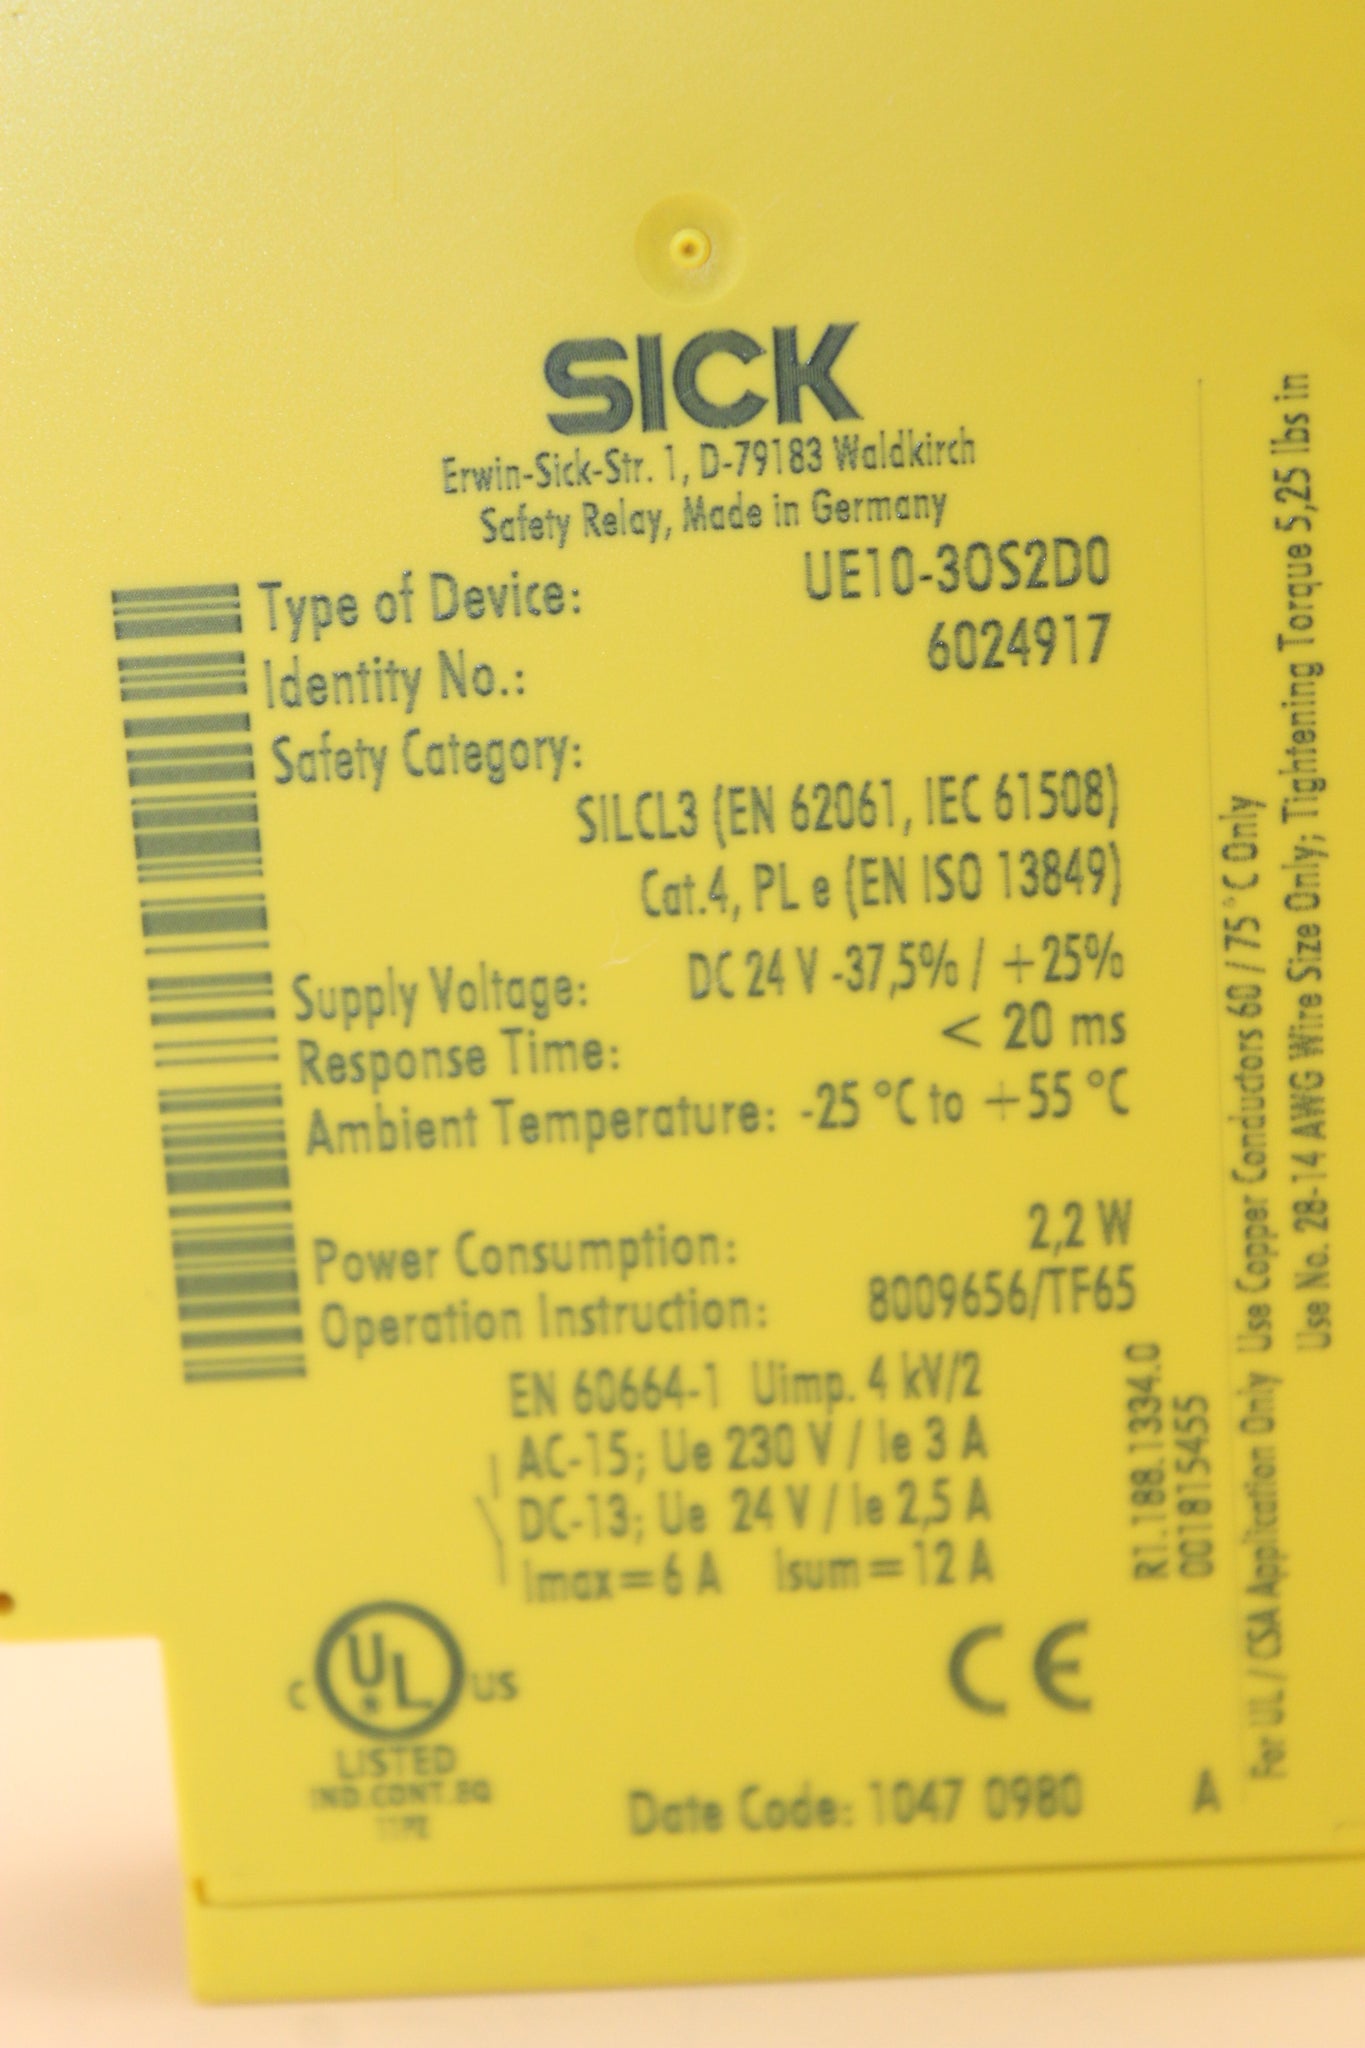 SICK
Erwin-Sick-Str. 1, D-79183 Waldkirch
Safety Relay, Made in Germany
Type of Device: UE10-3OS2D0
Identity No.: 6024917
Safety Category:
SILCL3 (EN 62061, IEC 61508)
Cat.4, PL e (EN ISO 13849)
Supply Voltage: DC 24 V -37,5% / +25%
Response Time: < 20 ms
Ambient Temperature: -25 °C to +55 °C
Power Consumption: 2,2 W
Operation Instruction: 8009656/TF65
EN 60664-1 Uimp. 4 kV/2
AC-15; Ue 230 V / Ie 3 A
DC-13; Ue 24 V / Ie 2,5 A
Imax=6 A Isum=12 A
R1.188.1334.0
001815455
C UL US
LISTED
IND.CONT.EQ
CE
Date Code: 1047 0980
A
For UL / CSA Application Only Use Copper Conductors 60 / 75°C Only
Use No. 28-14 AWG Wire Size Only; Tightening Torque 5,25 lbs in